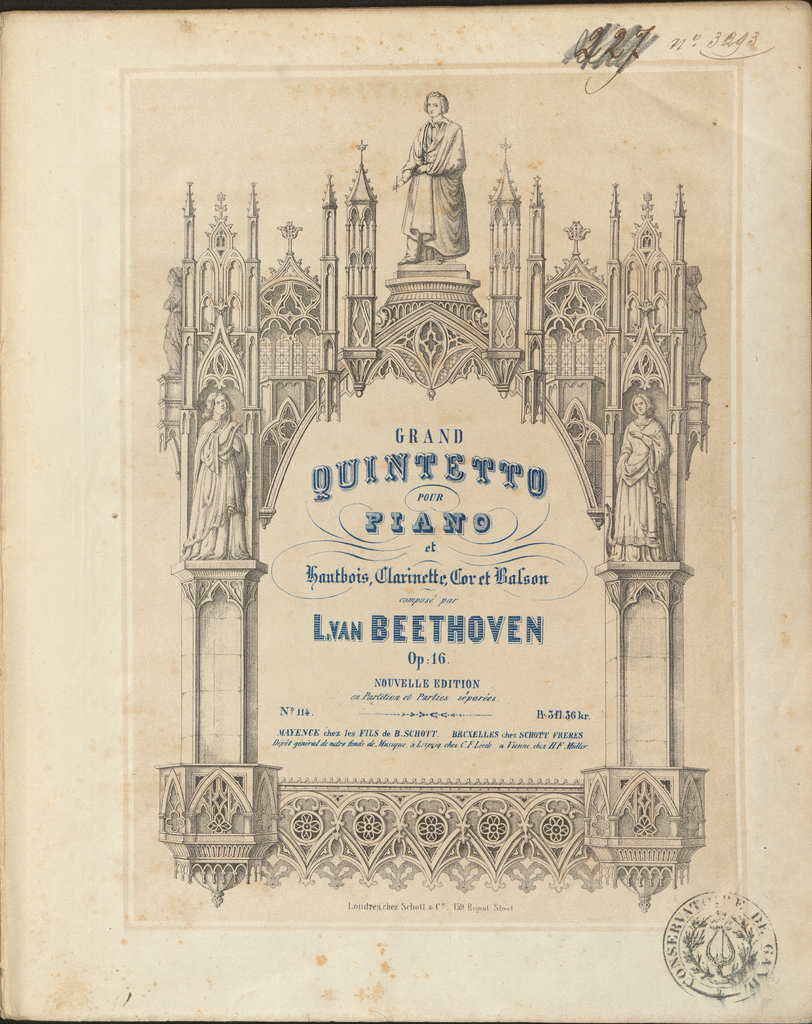 227 nº 3293
GRAND
QUINTETTO
POUR
PIANO
et
Hautbois, Clarinette, Cor et Baſson
composé par
L. VAN BEETHOVEN
Op: 16.
NOUVELLE EDITION
en Partition et Parties séparées
Nº 114. Pr. 3 fl. 36 kr.
MAYENCE chez les FILS de B. SCHOTT. BRUXELLES chez SCHOTT FRERES
Dépôt général de notre fonds de Musique. à Leipzig, chez C. F. Leede. a Vienne, chez H. F. Müller
Londres, chez Schott & Cie. 159 Regent Street
CONSERVATOIRE DE GAND